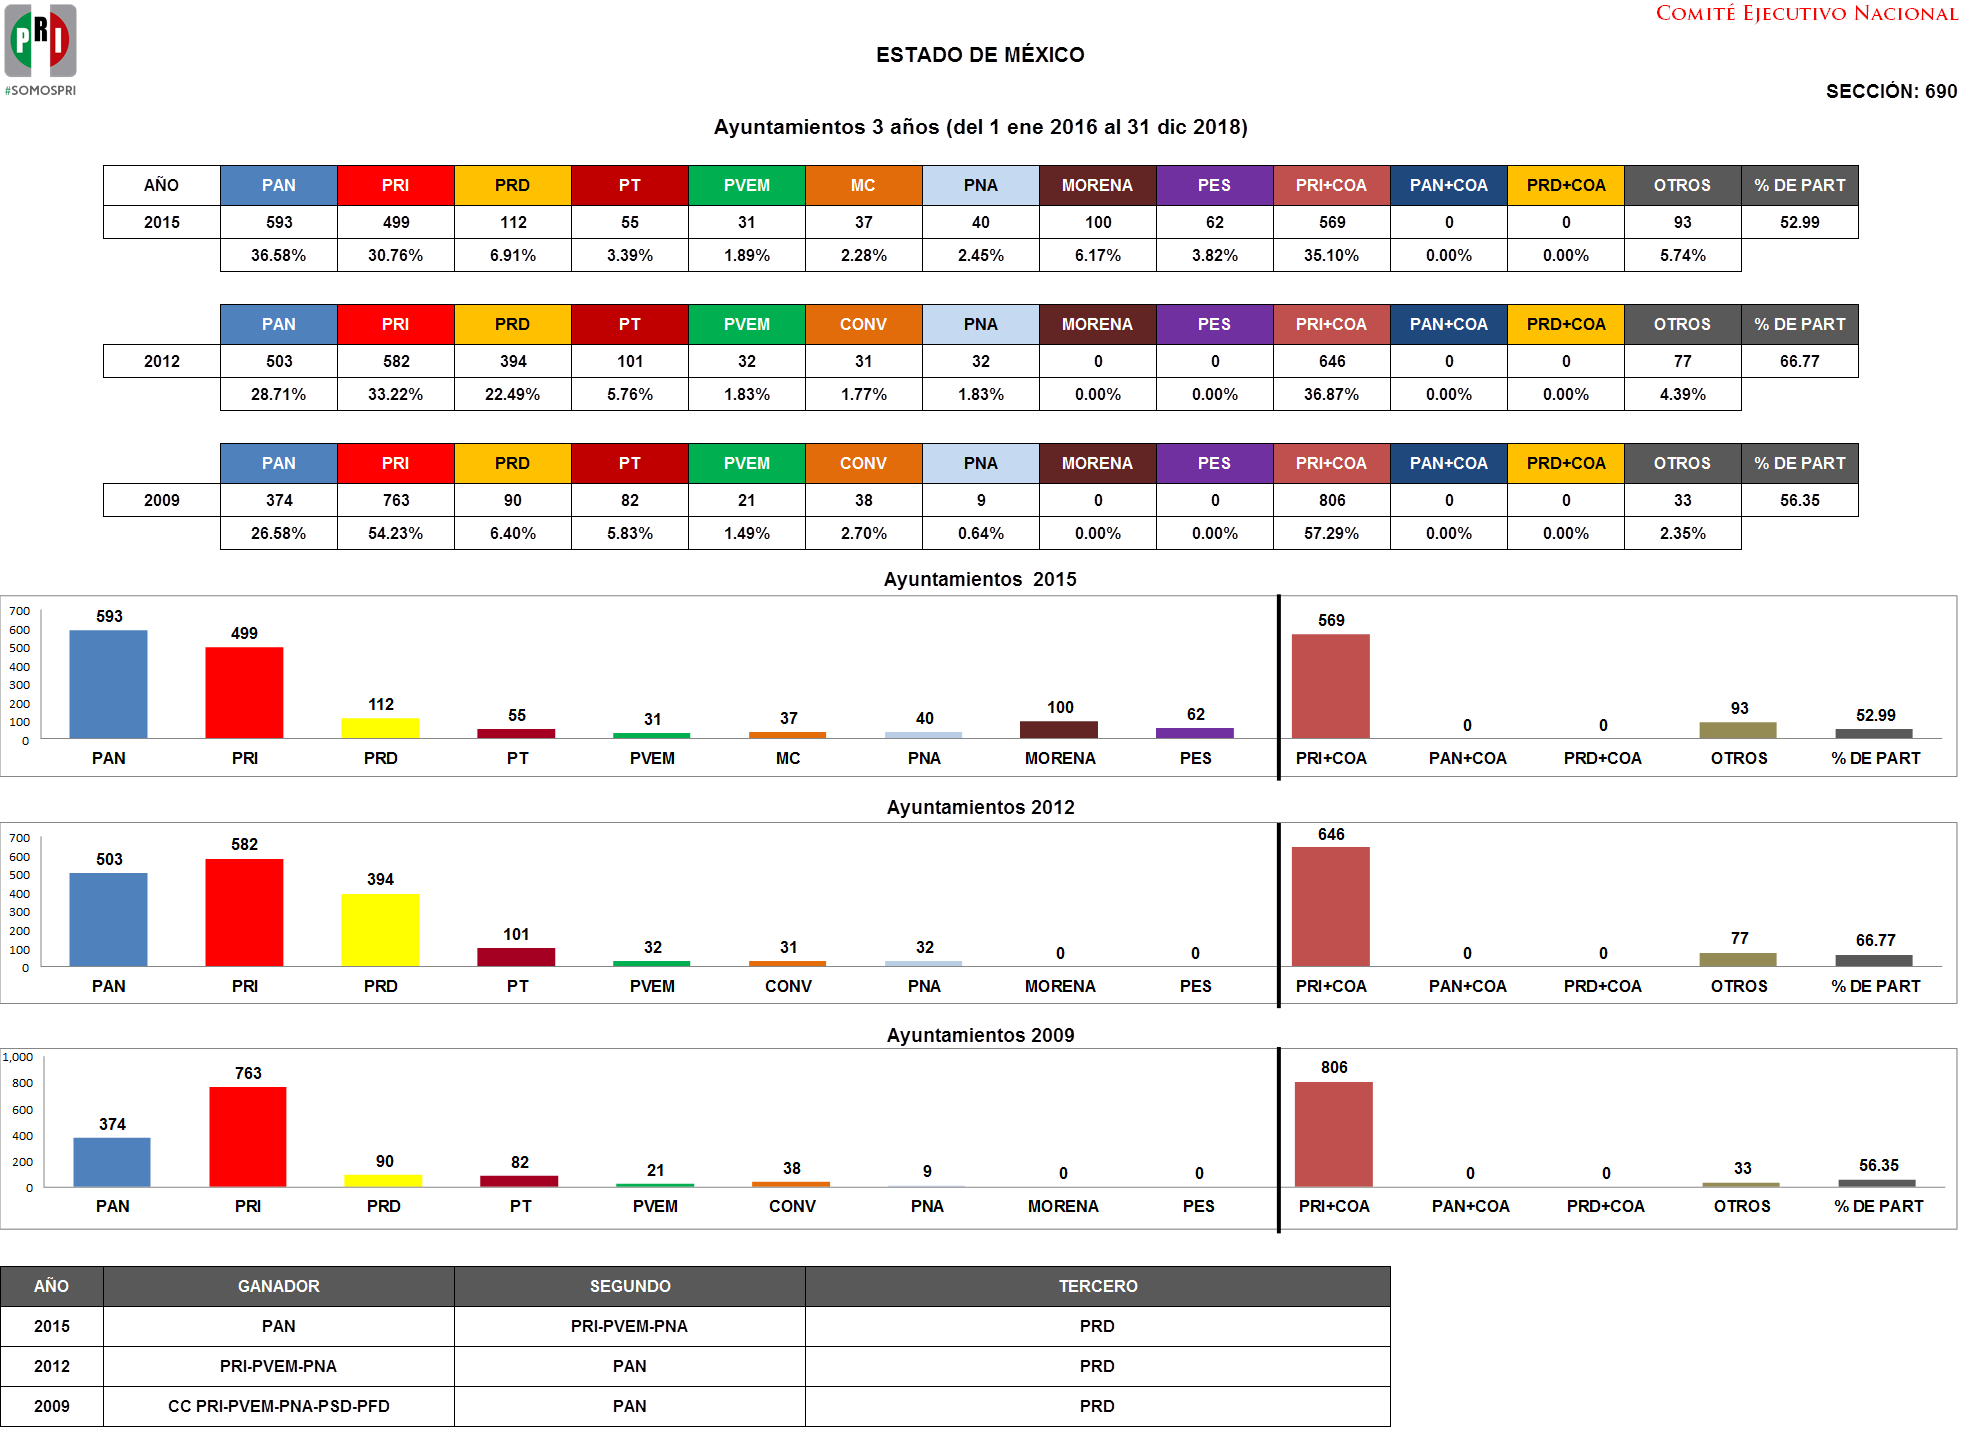 PRI
#SOMOSPRI
COMITÉ EJECUTIVO NACIONAL
ESTADO DE MÉXICO
SECCIÓN: 690
Ayuntamientos 3 años (del 1 ene 2016 al 31 dic 2018)
AÑO PAN PRI PRD PT PVEM MC PNA MORENA PES PRI+COA PAN+COA PRD+COA OTROS % DE PART
2015 593 499 112 55 31 37 40 100 62 569 0 0 93 52.99
36.58% 30.76% 6.91% 3.39% 1.89% 2.28% 2.45% 6.17% 3.82% 35.10% 0.00% 0.00% 5.74%
PAN PRI PRD PT PVEM CONV PNA MORENA PES PRI+COA PAN+COA PRD+COA OTROS % DE PART
2012 503 582 394 101 32 31 32 0 0 646 0 0 77 66.77
28.71% 33.22% 22.49% 5.76% 1.83% 1.77% 1.83% 0.00% 0.00% 36.87% 0.00% 0.00% 4.39%
PAN PRI PRD PT PVEM CONV PNA MORENA PES PRI+COA PAN+COA PRD+COA OTROS % DE PART
2009 374 763 90 82 21 38 9 0 0 806 0 0 33 56.35
26.58% 54.23% 6.40% 5.83% 1.49% 2.70% 0.64% 0.00% 0.00% 57.29% 0.00% 0.00% 2.35%
Ayuntamientos 2015
700
600
500
400
300
200
100
0
593 499 112 55 31 37 40 100 62 569 0 0 93 52.99
PAN PRI PRD PT PVEM MC PNA MORENA PES PRI+COA PAN+COA PRD+COA OTROS % DE PART
Ayuntamientos 2012
700
600
500
400
300
200
100
0
503 582 394 101 32 31 32 0 0 646 0 0 77 66.77
PAN PRI PRD PT PVEM CONV PNA MORENA PES PRI+COA PAN+COA PRD+COA OTROS % DE PART
Ayuntamientos 2009
1,000
800
600
400
200
0
374 763 90 82 21 38 9 0 0 806 0 0 33 56.35
PAN PRI PRD PT PVEM CONV PNA MORENA PES PRI+COA PAN+COA PRD+COA OTROS % DE PART
AÑO GANADOR SEGUNDO TERCERO
2015 PAN PRI-PVEM-PNA PRD
2012 PRI-PVEM-PNA PAN PRD
2009 CC PRI-PVEM-PNA-PSD-PFD PAN PRD